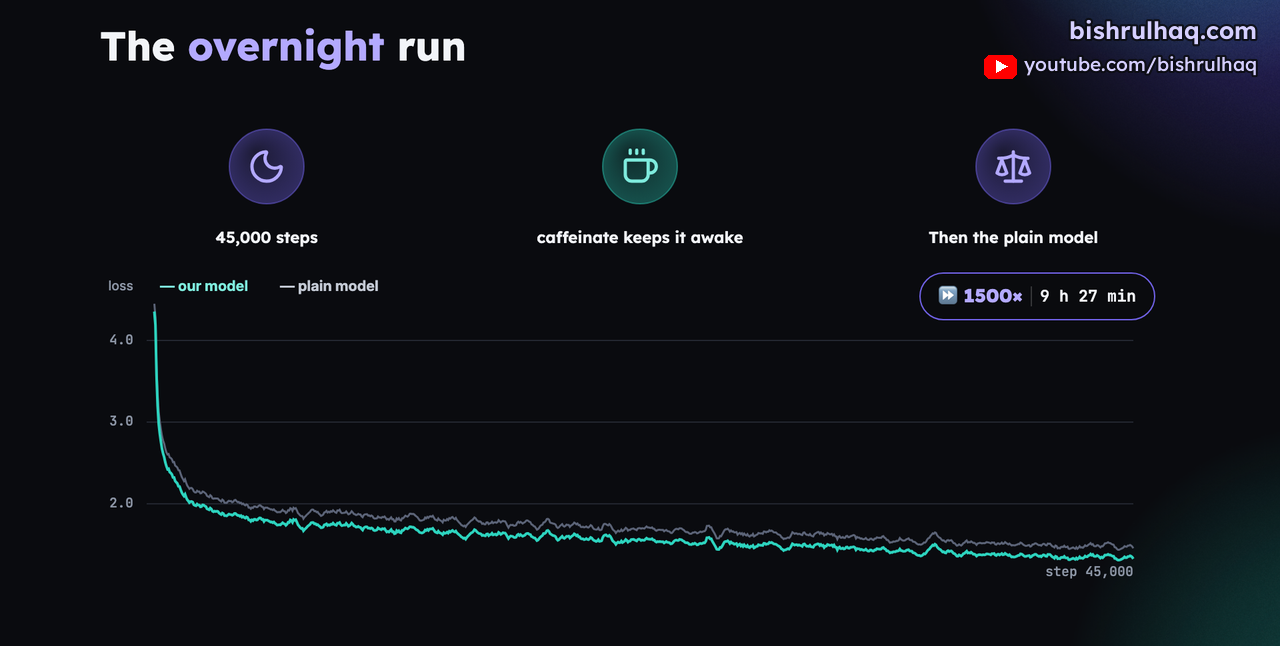 The overnight run
bishrulhaq.com
youtube.com/bishrulhaq
45,000 steps
caffeinate keeps it awake
Then the plain model
loss
our model
plain model
1500×
9 h 27 min
4.0
3.0
2.0
step 45,000